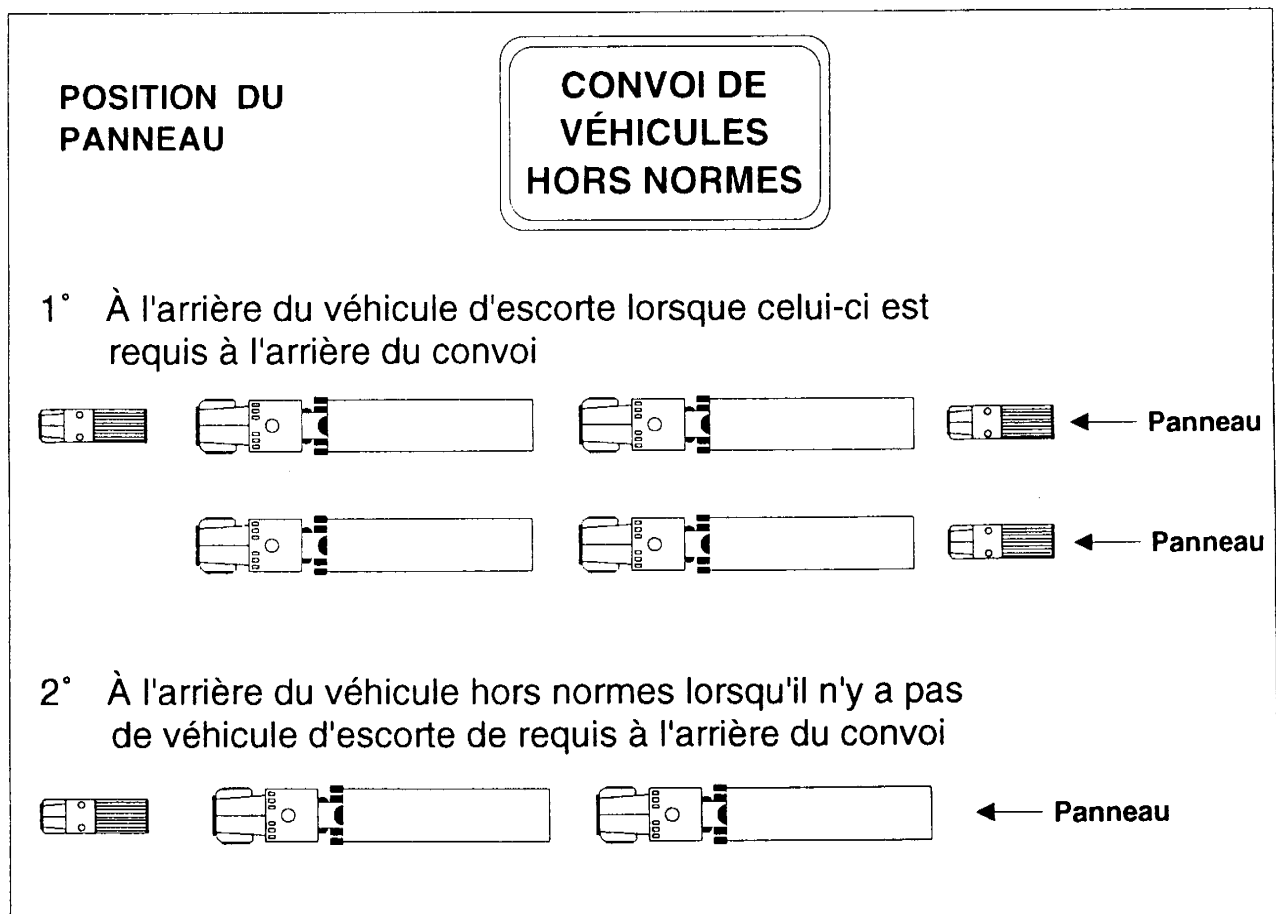 POSITION DU
PANNEAU
CONVOI DE
VÉHICULES
HORS NORMES
1° À l'arrière du véhicule d'escorte lorsque celui-ci est
requis à l'arrière du convoi
Panneau
Panneau
2° À l'arrière du véhicule hors normes lorsqu'il n'y a pas
de véhicule d'escorte de requis à l'arrière du convoi
Panneau